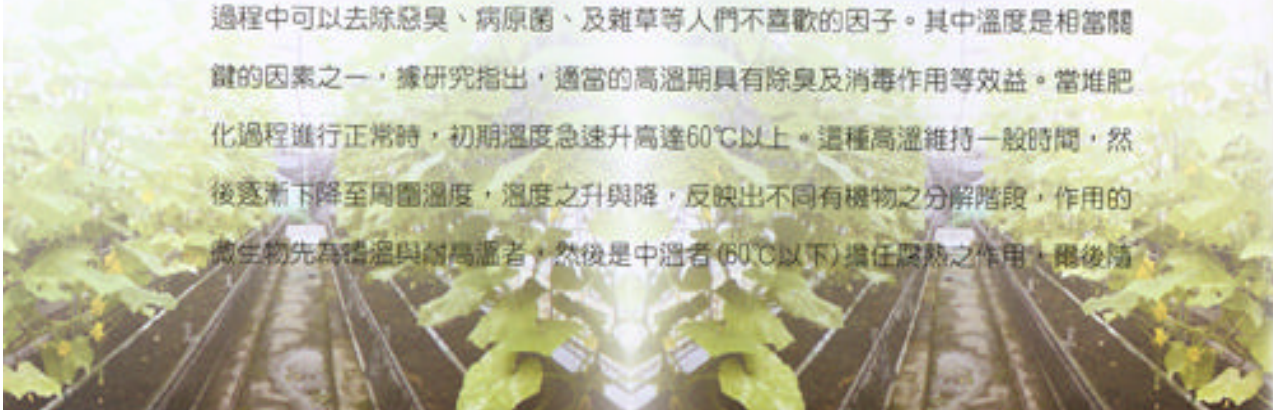 過程中可以去除惡臭、病原菌、及雜草等人們不喜歡的因子。其中溫度是相當關
鍵的因素之一，據研究指出，適當的高溫期具有除臭及消毒作用等效益。當堆肥
化過程進行正常時，初期溫度急速升高達60℃以上。這種高溫維持一般時間，然
後逐漸下降至周圍溫度，溫度之升與降，反映出不同有機物之分解階段，作用的
微生物先為嗜溫與耐高溫者，然後是中溫者(60℃以下)擔任腐熟之作用，爾後隨